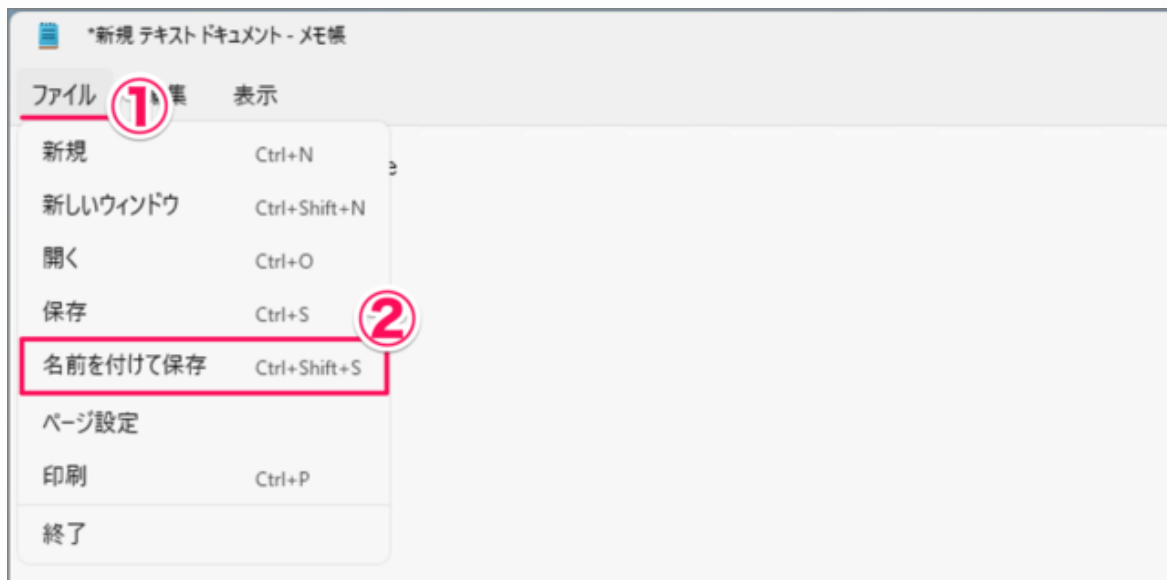 *新規 テキスト ドキュメント - メモ帳
ファイル ① 集 表示
新規 Ctrl+N
e
新しいウィンドウ Ctrl+Shift+N
開く Ctrl+O
保存 Ctrl+S
②
名前を付けて保存 Ctrl+Shift+S
ページ設定
印刷 Ctrl+P
終了